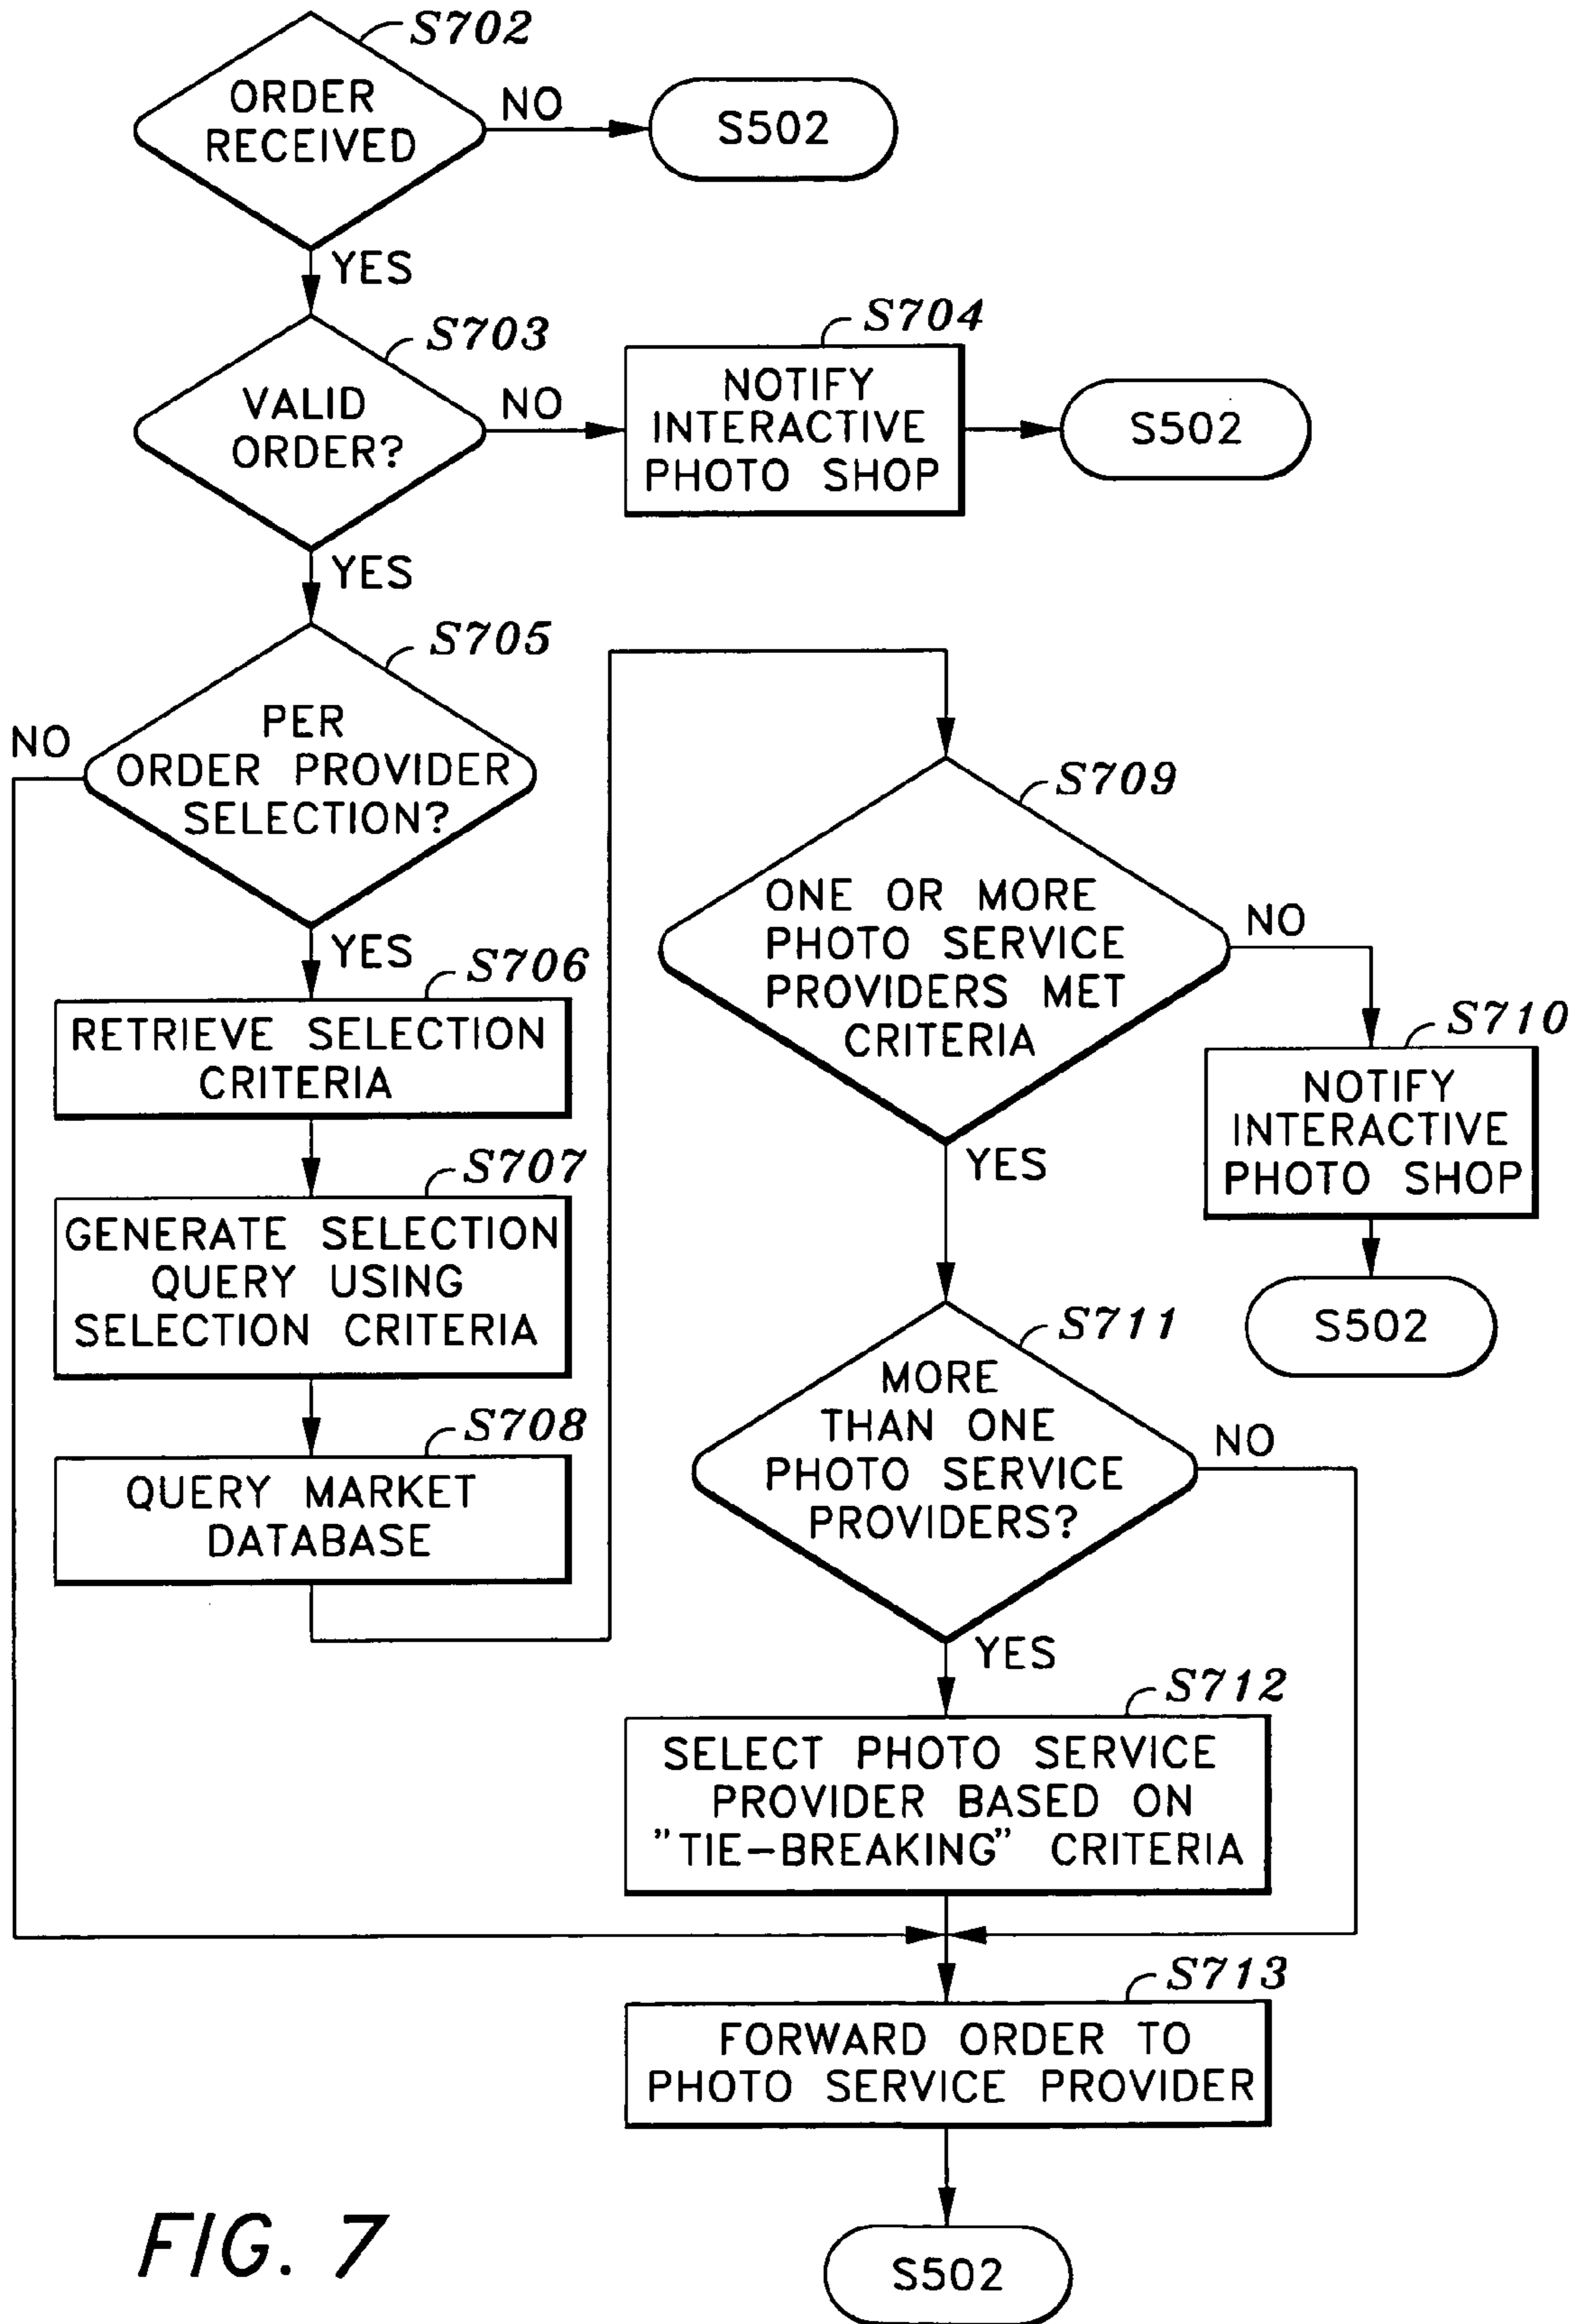 S702
ORDER
RECEIVED
NO
S502
YES
S703
VALID
ORDER?
NO
S704
NOTIFY
INTERACTIVE
PHOTO SHOP
S502
YES
S705
PER
ORDER PROVIDER
SELECTION?
NO
YES
S706
RETRIEVE SELECTION
CRITERIA
S707
GENERATE SELECTION
QUERY USING
SELECTION CRITERIA
S708
QUERY MARKET
DATABASE
S709
ONE OR MORE
PHOTO SERVICE
PROVIDERS MET
CRITERIA
NO
S710
NOTIFY
INTERACTIVE
PHOTO SHOP
S502
YES
S711
MORE
THAN ONE
PHOTO SERVICE
PROVIDERS?
NO
YES
S712
SELECT PHOTO SERVICE
PROVIDER BASED ON
"TIE-BREAKING" CRITERIA
S713
FORWARD ORDER TO
PHOTO SERVICE PROVIDER
S502
FIG. 7